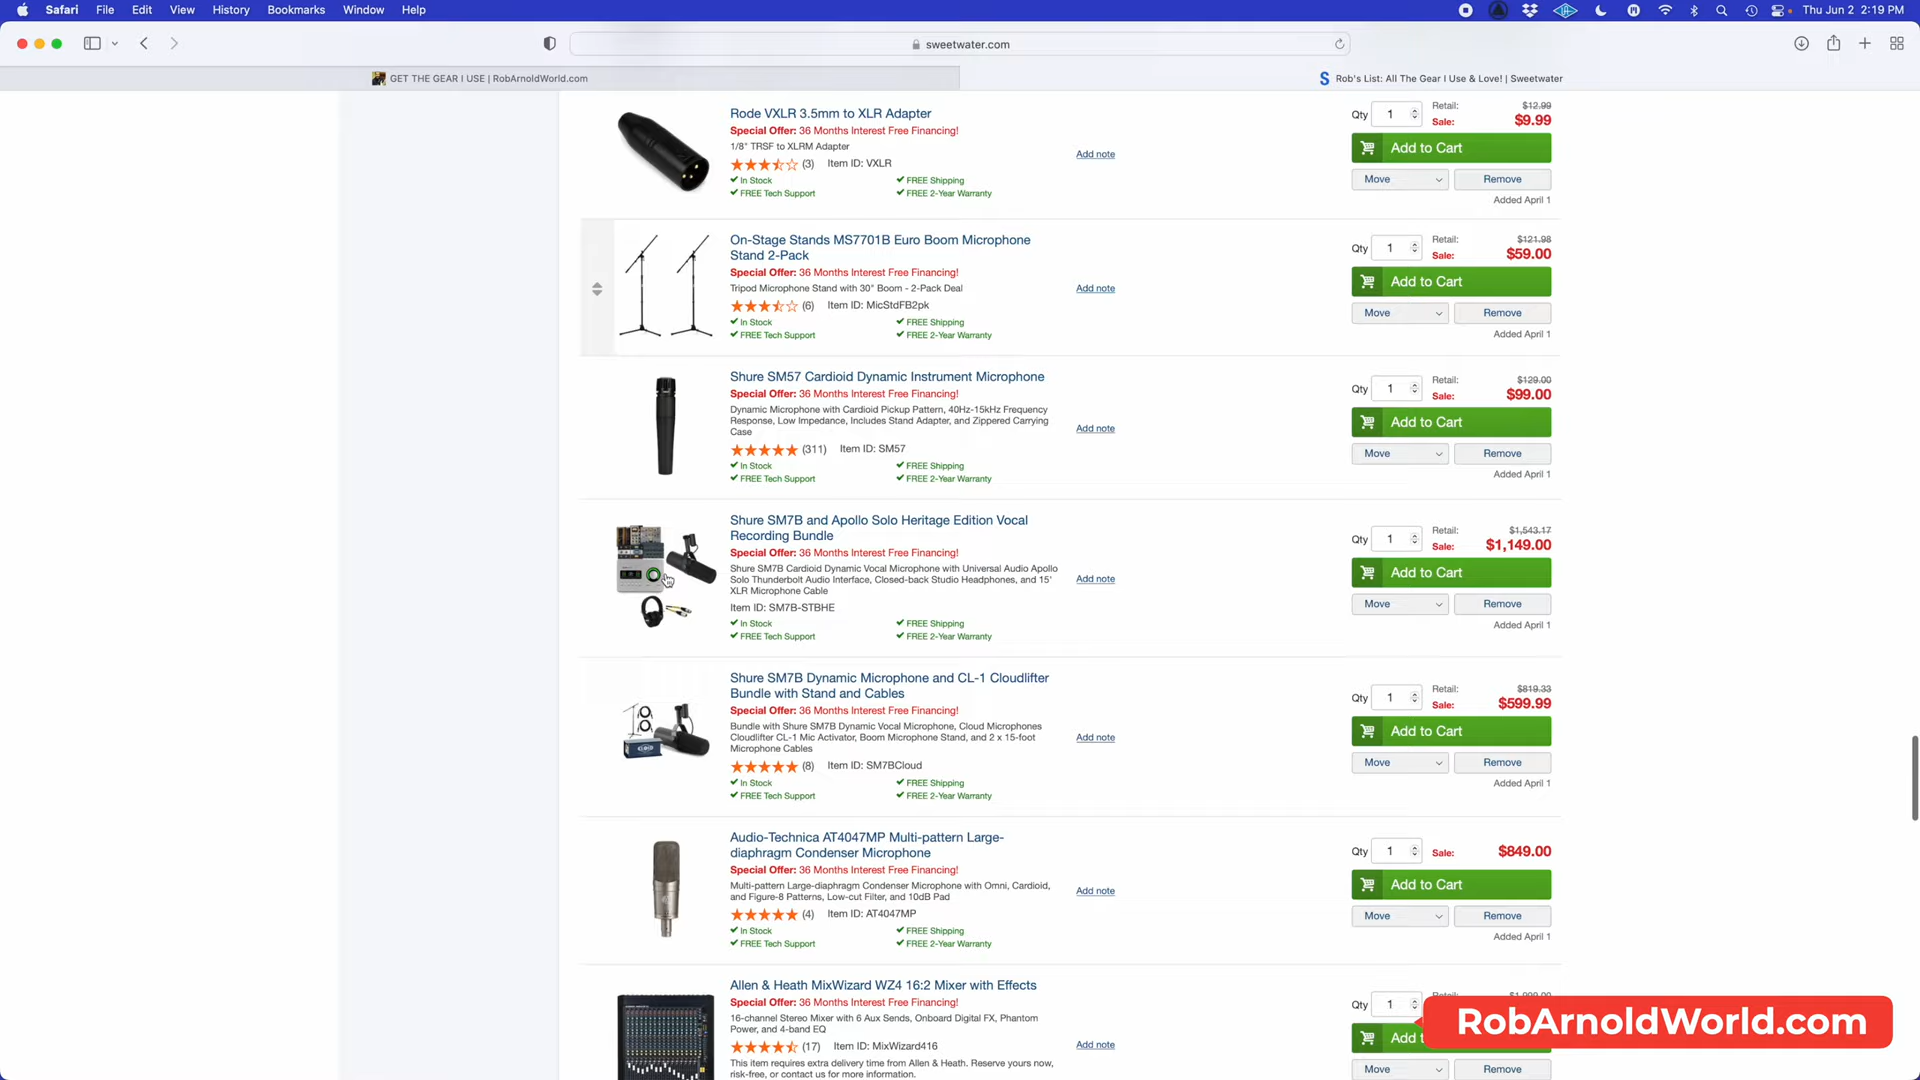 Safari File Edit View History Bookmarks Window Help Thu Jun 2 2:19 PM
sweetwater.com
GET THE GEAR I USE | RobArnoldWorld.com
S Rob's List: All The Gear I Use & Love! | Sweetwater
Rode VXLR 3.5mm to XLR Adapter
Special Offer: 36 Months Interest Free Financing!
1/8" TRSF to XLRM Adapter
(3) Item ID: VXLR
In Stock FREE Shipping
FREE Tech Support FREE 2-Year Warranty
Add note
Qty 1 Retail: $12.99
Sale: $9.99
Add to Cart
Move Remove
Added April 1
On-Stage Stands MS7701B Euro Boom Microphone
Stand 2-Pack
Special Offer: 36 Months Interest Free Financing!
Tripod Microphone Stand with 30" Boom - 2-Pack Deal
(6) Item ID: MicStdFB2pk
In Stock FREE Shipping
FREE Tech Support FREE 2-Year Warranty
Add note
Qty 1 Retail: $121.98
Sale: $59.00
Add to Cart
Move Remove
Added April 1
Shure SM57 Cardioid Dynamic Instrument Microphone
Special Offer: 36 Months Interest Free Financing!
Dynamic Microphone with Cardioid Pickup Pattern, 40Hz-15kHz Frequency
Response, Low Impedance, Includes Stand Adapter, and Zippered Carrying
Case
(311) Item ID: SM57
In Stock FREE Shipping
FREE Tech Support FREE 2-Year Warranty
Add note
Qty 1 Retail: $129.00
Sale: $99.00
Add to Cart
Move Remove
Added April 1
Shure SM7B and Apollo Solo Heritage Edition Vocal
Recording Bundle
Special Offer: 36 Months Interest Free Financing!
Shure SM7B Cardioid Dynamic Vocal Microphone with Universal Audio Apollo
Solo Thunderbolt Audio Interface, Closed-back Studio Headphones, and 15'
XLR Microphone Cable
Item ID: SM7B-STBHE
In Stock FREE Shipping
FREE Tech Support FREE 2-Year Warranty
Add note
Qty 1 Retail: $1,543.17
Sale: $1,149.00
Add to Cart
Move Remove
Added April 1
Shure SM7B Dynamic Microphone and CL-1 Cloudlifter
Bundle with Stand and Cables
Special Offer: 36 Months Interest Free Financing!
Bundle with Shure SM7B Dynamic Vocal Microphone, Cloud Microphones
Cloudlifter CL-1 Mic Activator, Boom Microphone Stand, and 2 x 15-foot
Microphone Cables
(8) Item ID: SM7BCloud
In Stock FREE Shipping
FREE Tech Support FREE 2-Year Warranty
Add note
Qty 1 Retail: $819.33
Sale: $599.99
Add to Cart
Move Remove
Added April 1
Audio-Technica AT4047MP Multi-pattern Large-
diaphragm Condenser Microphone
Special Offer: 36 Months Interest Free Financing!
Multi-pattern Large-diaphragm Condenser Microphone with Omni, Cardioid,
and Figure-8 Patterns, Low-cut Filter, and 10dB Pad
(4) Item ID: AT4047MP
In Stock FREE Shipping
FREE Tech Support FREE 2-Year Warranty
Add note
Qty 1 Sale: $849.00
Add to Cart
Move Remove
Added April 1
Allen & Heath MixWizard WZ4 16:2 Mixer with Effects
Special Offer: 36 Months Interest Free Financing!
16-channel Stereo Mixer with 6 Aux Sends, Onboard Digital FX, Phantom
Power, and 4-band EQ
(17) Item ID: MixWizard416
This item requires extra delivery time from Allen & Heath. Reserve yours now,
risk-free, or contact us for more information.
Add note
Qty 1
Add
RobArnoldWorld.com
Move Remove